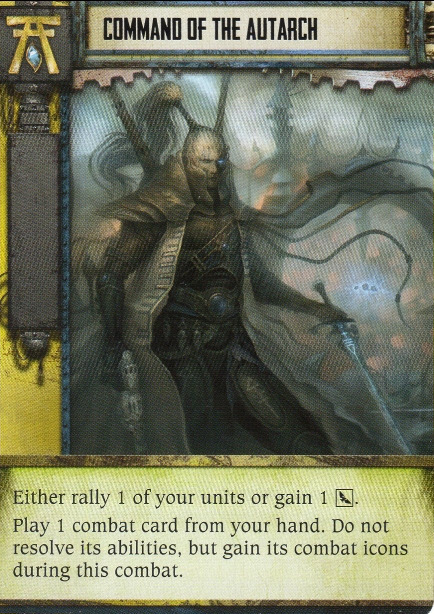 COMMAND OF THE AUTARCH
Either rally 1 of your units or gain 1 .
Play 1 combat card from your hand. Do not
resolve its abilities, but gain its combat icons
during this combat.